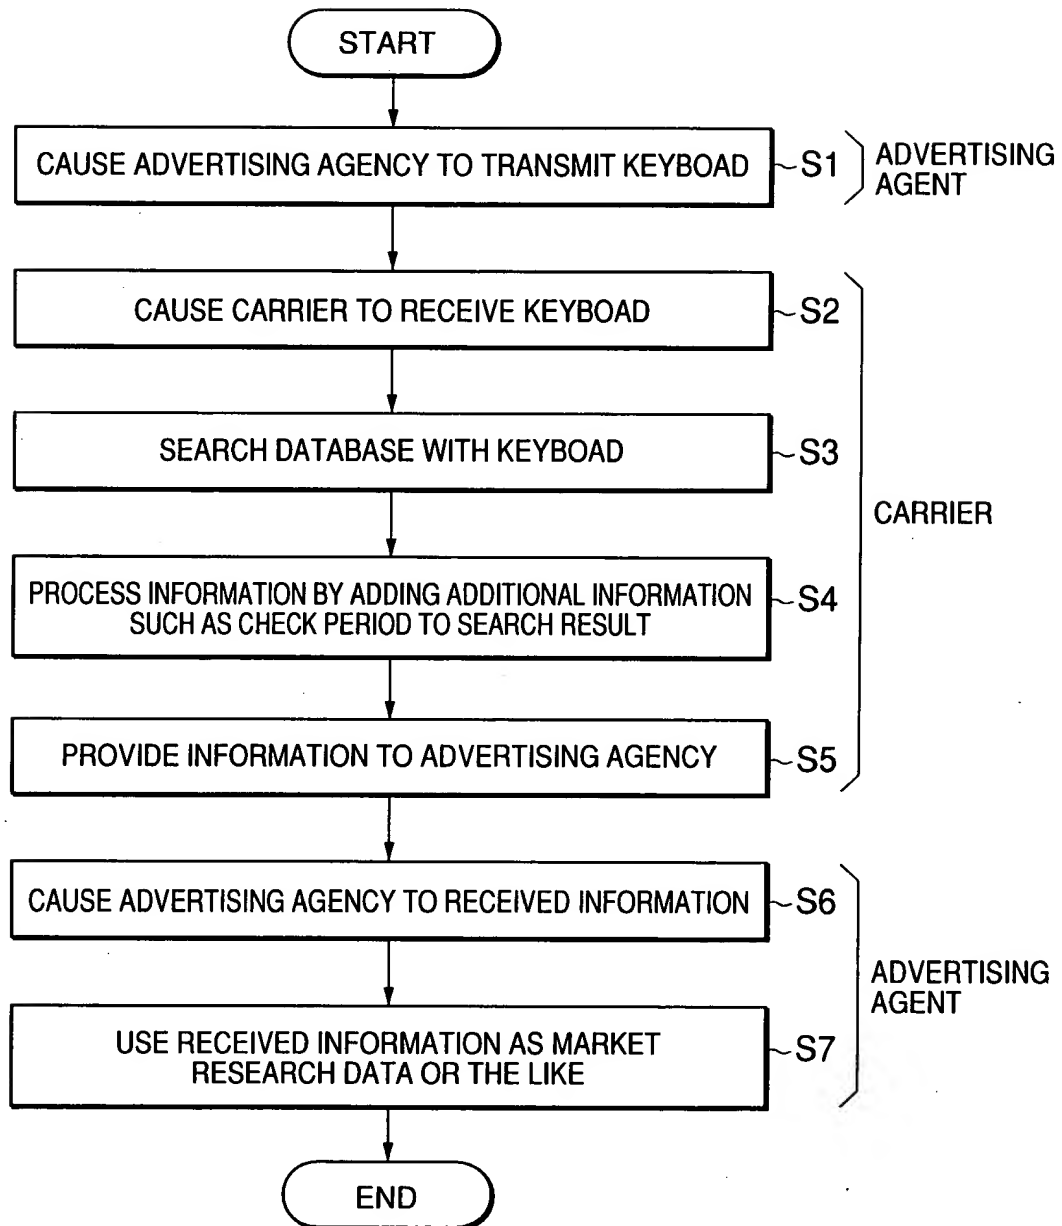 START
CAUSE ADVERTISING AGENCY TO TRANSMIT KEYBOAD
~S1
ADVERTISING
AGENT
CAUSE CARRIER TO RECEIVE KEYBOAD
~S2
SEARCH DATABASE WITH KEYBOAD
~S3
CARRIER
PROCESS INFORMATION BY ADDING ADDITIONAL INFORMATION
SUCH AS CHECK PERIOD TO SEARCH RESULT
~S4
PROVIDE INFORMATION TO ADVERTISING AGENCY
~S5
CAUSE ADVERTISING AGENCY TO RECEIVED INFORMATION
~S6
ADVERTISING
AGENT
USE RECEIVED INFORMATION AS MARKET
RESEARCH DATA OR THE LIKE
~S7
END